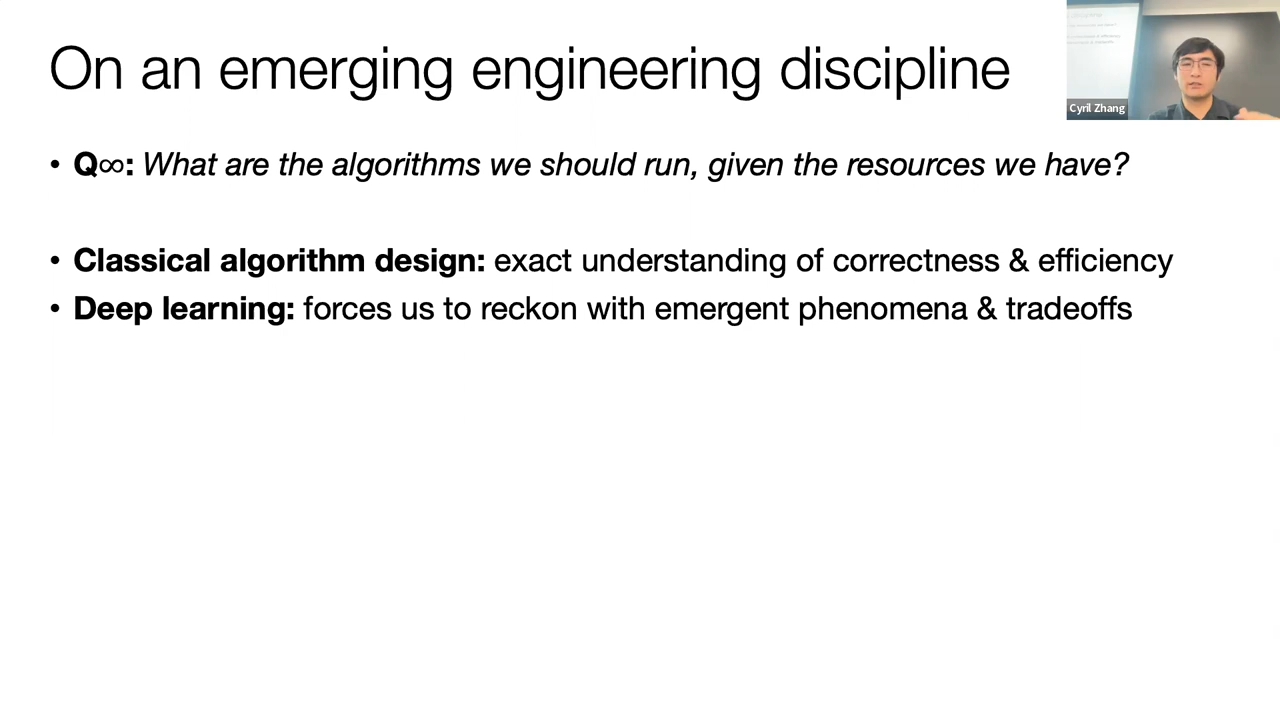 On an emerging engineering discipline
Cyril Zhang
• Q∞: What are the algorithms we should run, given the resources we have?
• Classical algorithm design: exact understanding of correctness & efficiency
• Deep learning: forces us to reckon with emergent phenomena & tradeoffs